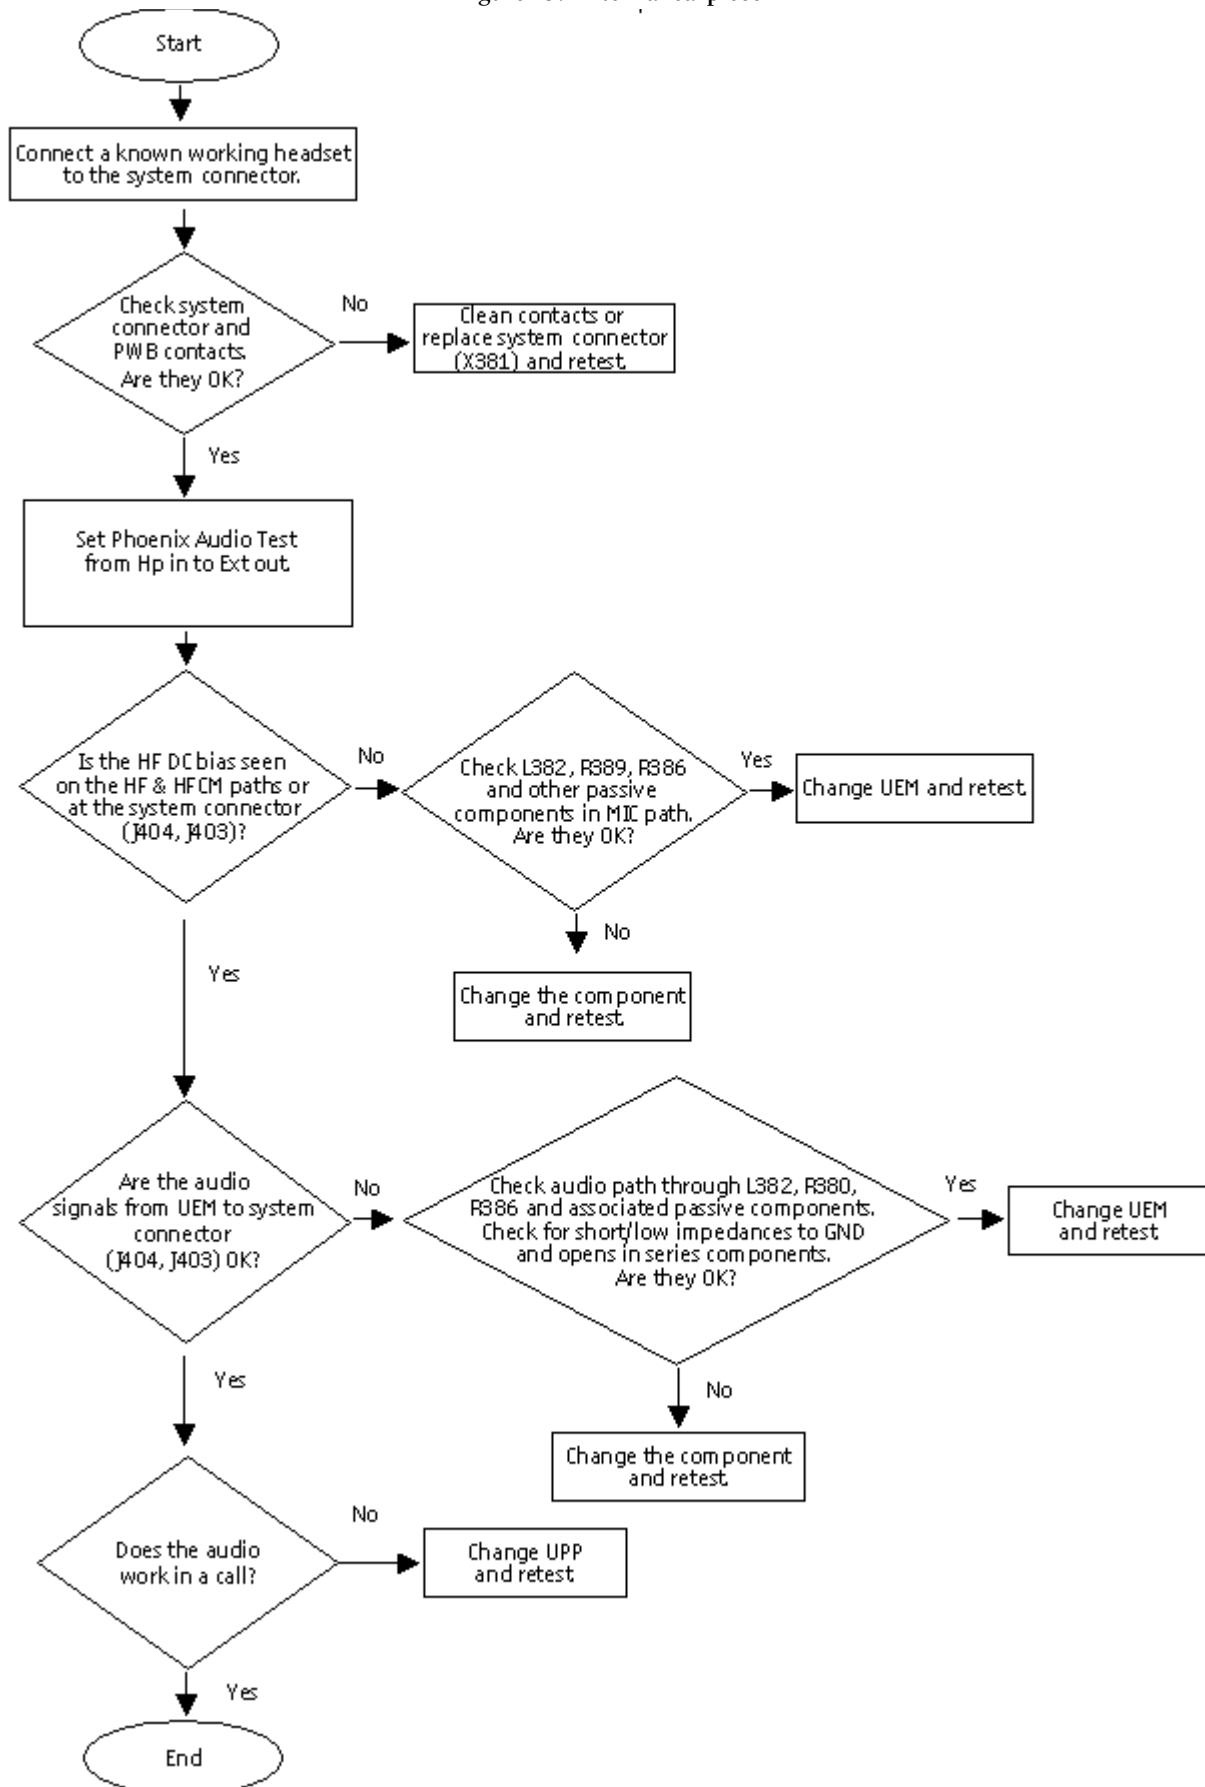 Start
Connect a known working headset
to the system connector.
Check system
connector and
PWB contacts.
Are they OK?
No
Clean contacts or
replace system connector
(X381) and retest.
Yes
Set Phoenix Audio Test
from Hp in to Ext out.
Is the HF DC bias seen
on the HF & HFCM paths or
at the system connector
(J404, J403)?
No
Check L382, R389, R386
and other passive
components in MIC path.
Are they OK?
Yes
Change UEM and retest.
No
Change the component
and retest.
Yes
Are the audio
signals from UEM to system
connector
(J404, J403) OK?
No
Check audio path through L382, R380,
R386 and associated passive components.
Check for short/low impedances to GND
and opens in series components.
Are they OK?
Yes
Change UEM
and retest
No
Change the component
and retest.
Yes
Does the audio
work in a call?
No
Change UPP
and retest
Yes
End